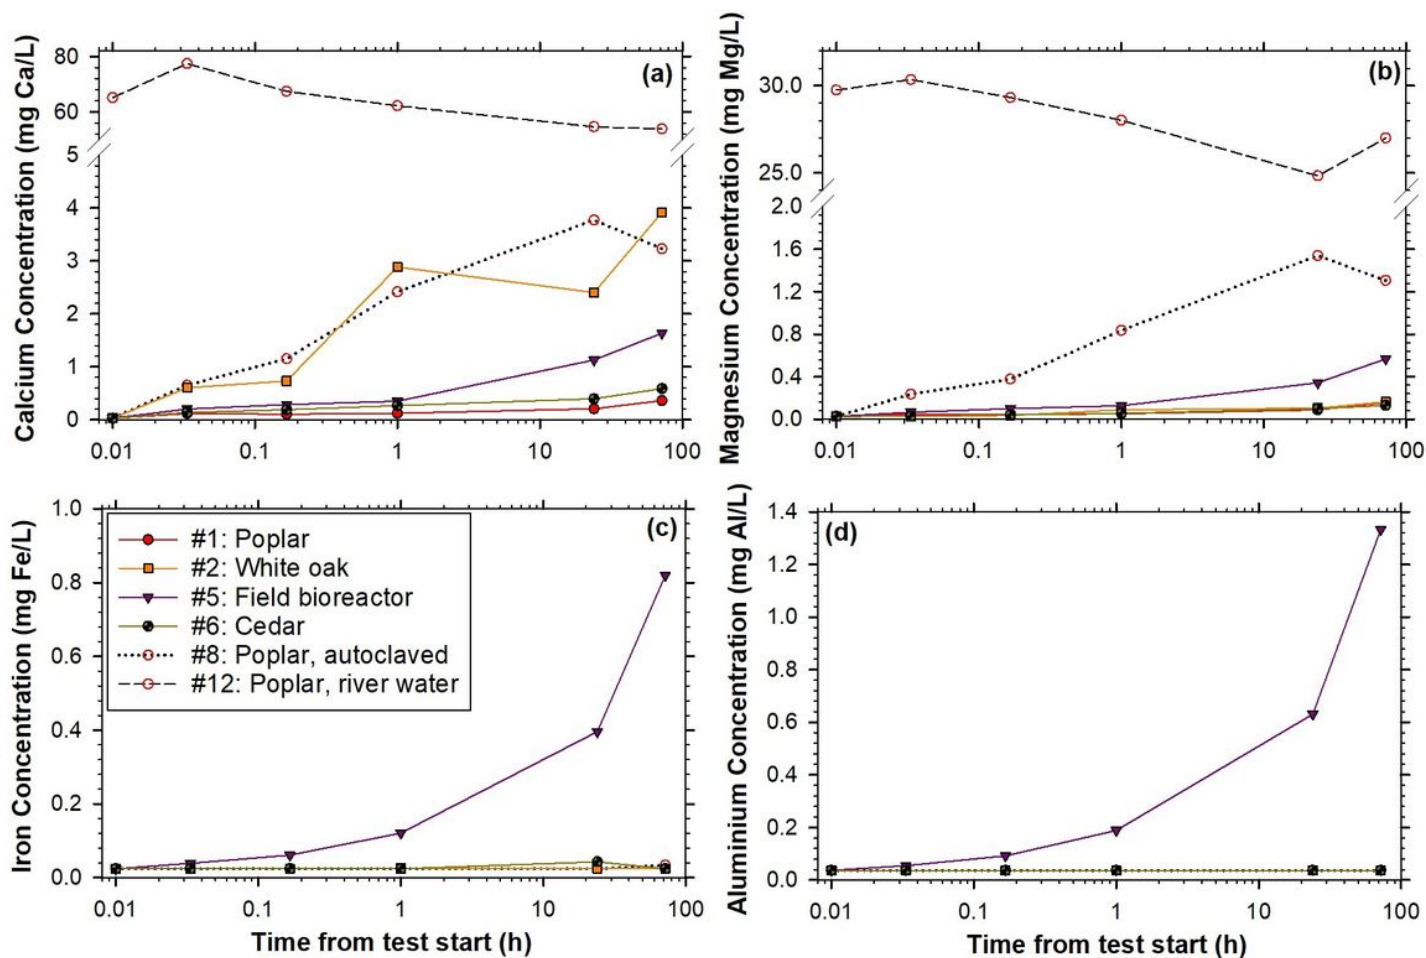 Calcium Concentration (mg Ca/L)
80
60
5
4
3
2
1
0
0.01 0.1 1 10 100
(a)
Magnesium Concentration (mg Mg/L)
30.0
25.0
2.0
1.6
1.2
0.8
0.4
0.0
0.01 0.1 1 10 100
(b)
Iron Concentration (mg Fe/L)
1.0
0.8
0.6
0.4
0.2
0.0
0.01 0.1 1 10 100
(c)
#1: Poplar
#2: White oak
#5: Field bioreactor
#6: Cedar
#8: Poplar, autoclaved
#12: Poplar, river water
Time from test start (h)
Aluminium Concentration (mg Al/L)
1.4
1.2
1.0
0.8
0.6
0.4
0.2
0.0
0.01 0.1 1 10 100
(d)
Time from test start (h)